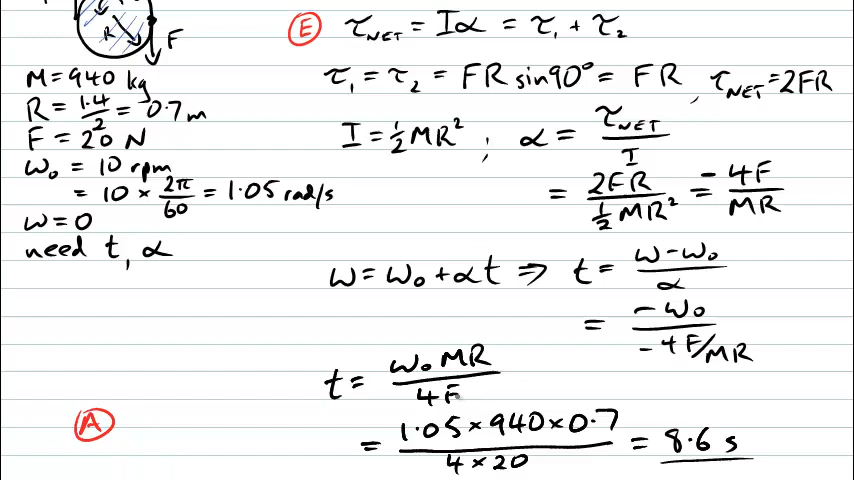 R F
M = 940 kg
R = 1.4/2 = 0.7 m
F = 20 N
ω₀ = 10 rpm
= 10 × 2π/60 = 1.05 rad/s
ω = 0
need t, α
Ⓔ τ_NET = Iα = τ₁ + τ₂
τ₁ = τ₂ = FR sin90° = FR , τ_NET = 2FR
I = ½MR² ; α = τ_NET/I
= 2FR/(½MR²) = -4F/MR
ω = ω₀ + αt ⇒ t = (ω - ω₀)/α
= -ω₀/(-4F/MR)
t = ω₀MR/4F
= (1.05 × 940 × 0.7)/(4 × 20) = 8.6 s
Ⓐ